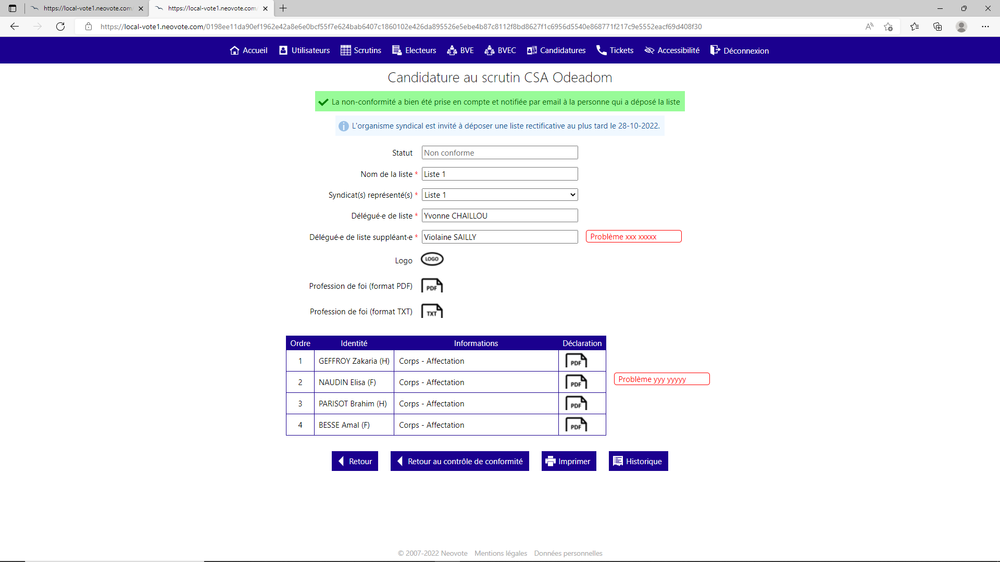 https://local-vote1.neovote.com
https://local-vote1.neovote.com
https://local-vote1.neovote.com/0198ee11da90ef1962e42a8e6e0bcf55f7e624bab6407c1860102e426da895526e5ebe4b87c8112f8bd8627f1c6956d5540e868771f217c9e5552eacf69d408f30
Accueil Utilisateurs Scrutins Electeurs BVE BVEC Candidatures Tickets Accessibilité Déconnexion
Candidature au scrutin CSA Odeadom
La non-conformité a bien été prise en compte et notifiée par email à la personne qui a déposé la liste
L'organisme syndical est invité à déposer une liste rectificative au plus tard le 28-10-2022.
Statut Non conforme
Nom de la liste * Liste 1
Syndicat(s) représenté(s) * Liste 1
Délégué·e de liste * Yvonne CHAILLOU
Délégué·e de liste suppléant·e * Violaine SAILLY Problème xxx xxxxx
Logo LOGO
Profession de foi (format PDF) PDF
Profession de foi (format TXT) TXT
Ordre Identité Informations Déclaration
1 GEFFROY Zakaria (H) Corps - Affectation PDF
2 NAUDIN Elisa (F) Corps - Affectation PDF Problème yyy yyyyy
3 PARISOT Brahim (H) Corps - Affectation PDF
4 BESSE Amal (F) Corps - Affectation PDF
Retour Retour au contrôle de conformité Imprimer Historique
© 2007-2022 Neovote Mentions légales Données personnelles